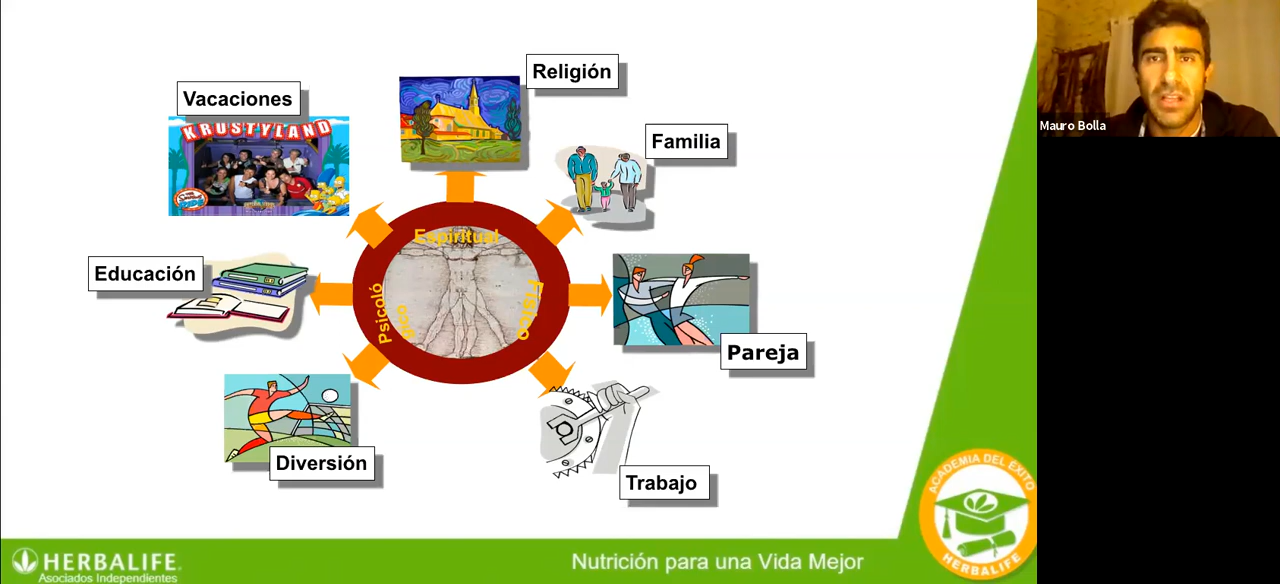 Religión
Vacaciones
KRUSTYLAND
Familia
Espiritual
Educación
Psicoló
gico
Físico
Pareja
Diversión
Trabajo
Mauro Bolla
ACADEMIA DEL ÉXITO
HERBALIFE
HERBALIFE.
Asociados Independientes
Nutrición para una Vida Mejor